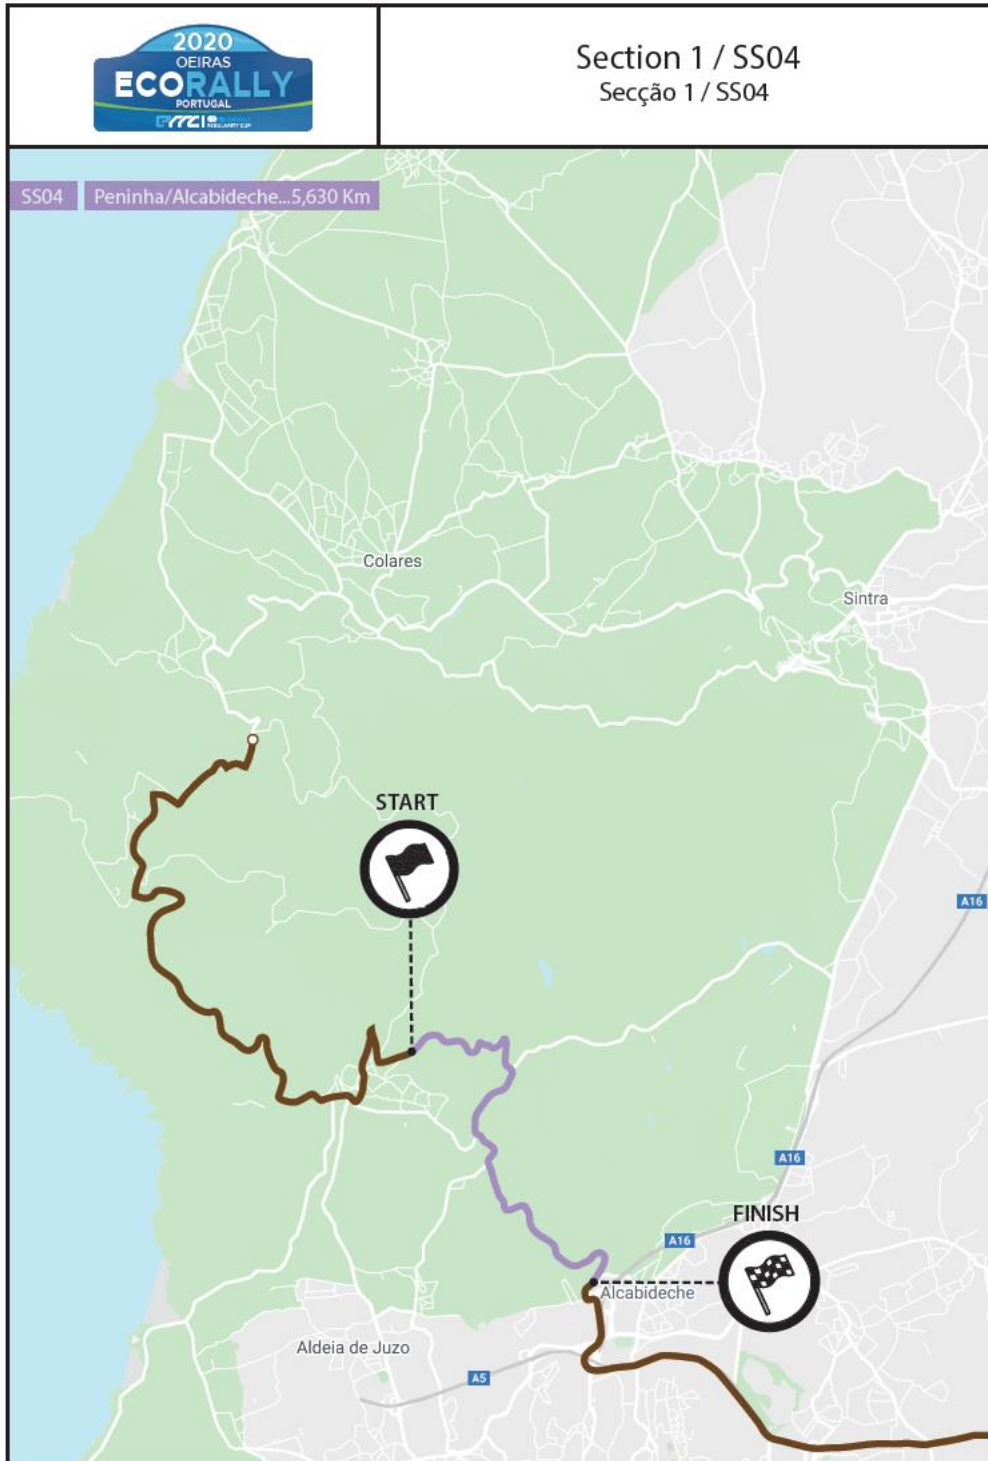 2020
OEIRAS
ECORALLY
PORTUGAL
Section 1 / SS04
Secção 1 / SS04
SS04
Peninha/Alcabideche...5,630 Km
Colares
Sintra
START
A16
A16
FINISH
A16
Alcabideche
Aldeia de Juzo
A5